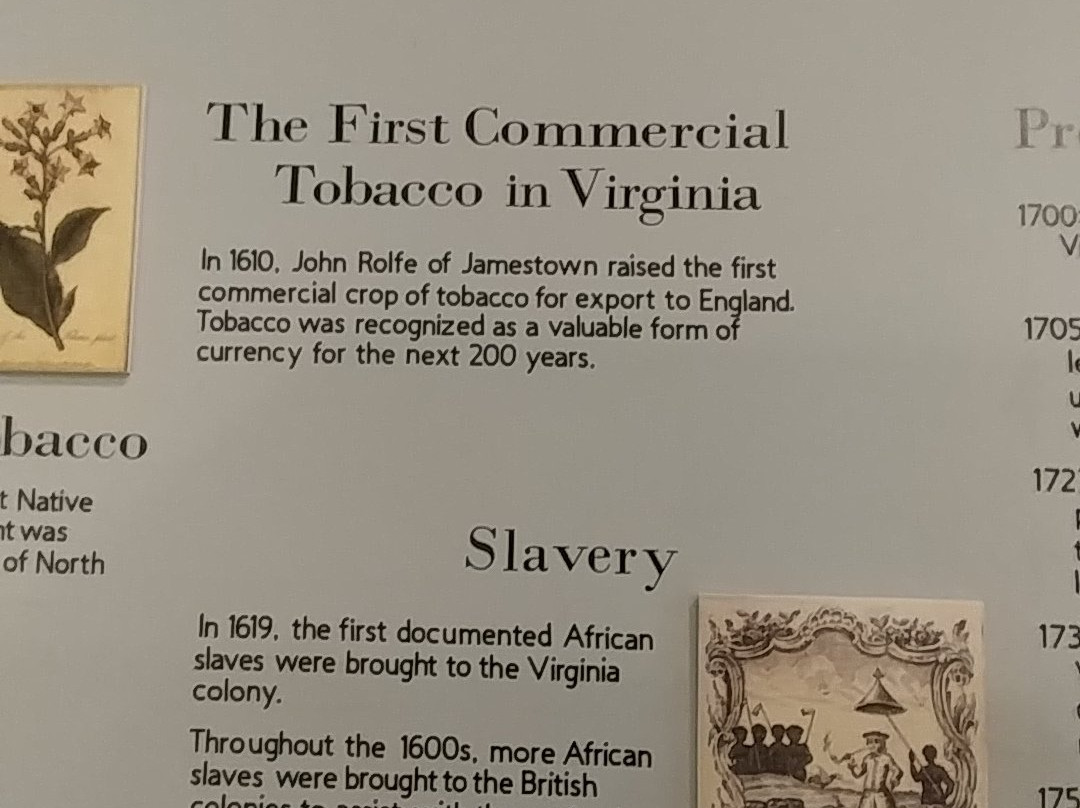 The First Commercial
Tobacco in Virginia
In 1610, John Rolfe of Jamestown raised the first
commercial crop of tobacco for export to England.
Tobacco was recognized as a valuable form of
currency for the next 200 years.
bacco
t Native
was
of North
Slavery
In 1619, the first documented African
slaves were brought to the Virginia
colony.
Throughout the 1600s, more African
slaves were brought to the British
Pr
1700
V
1705
le
u
172
173
175